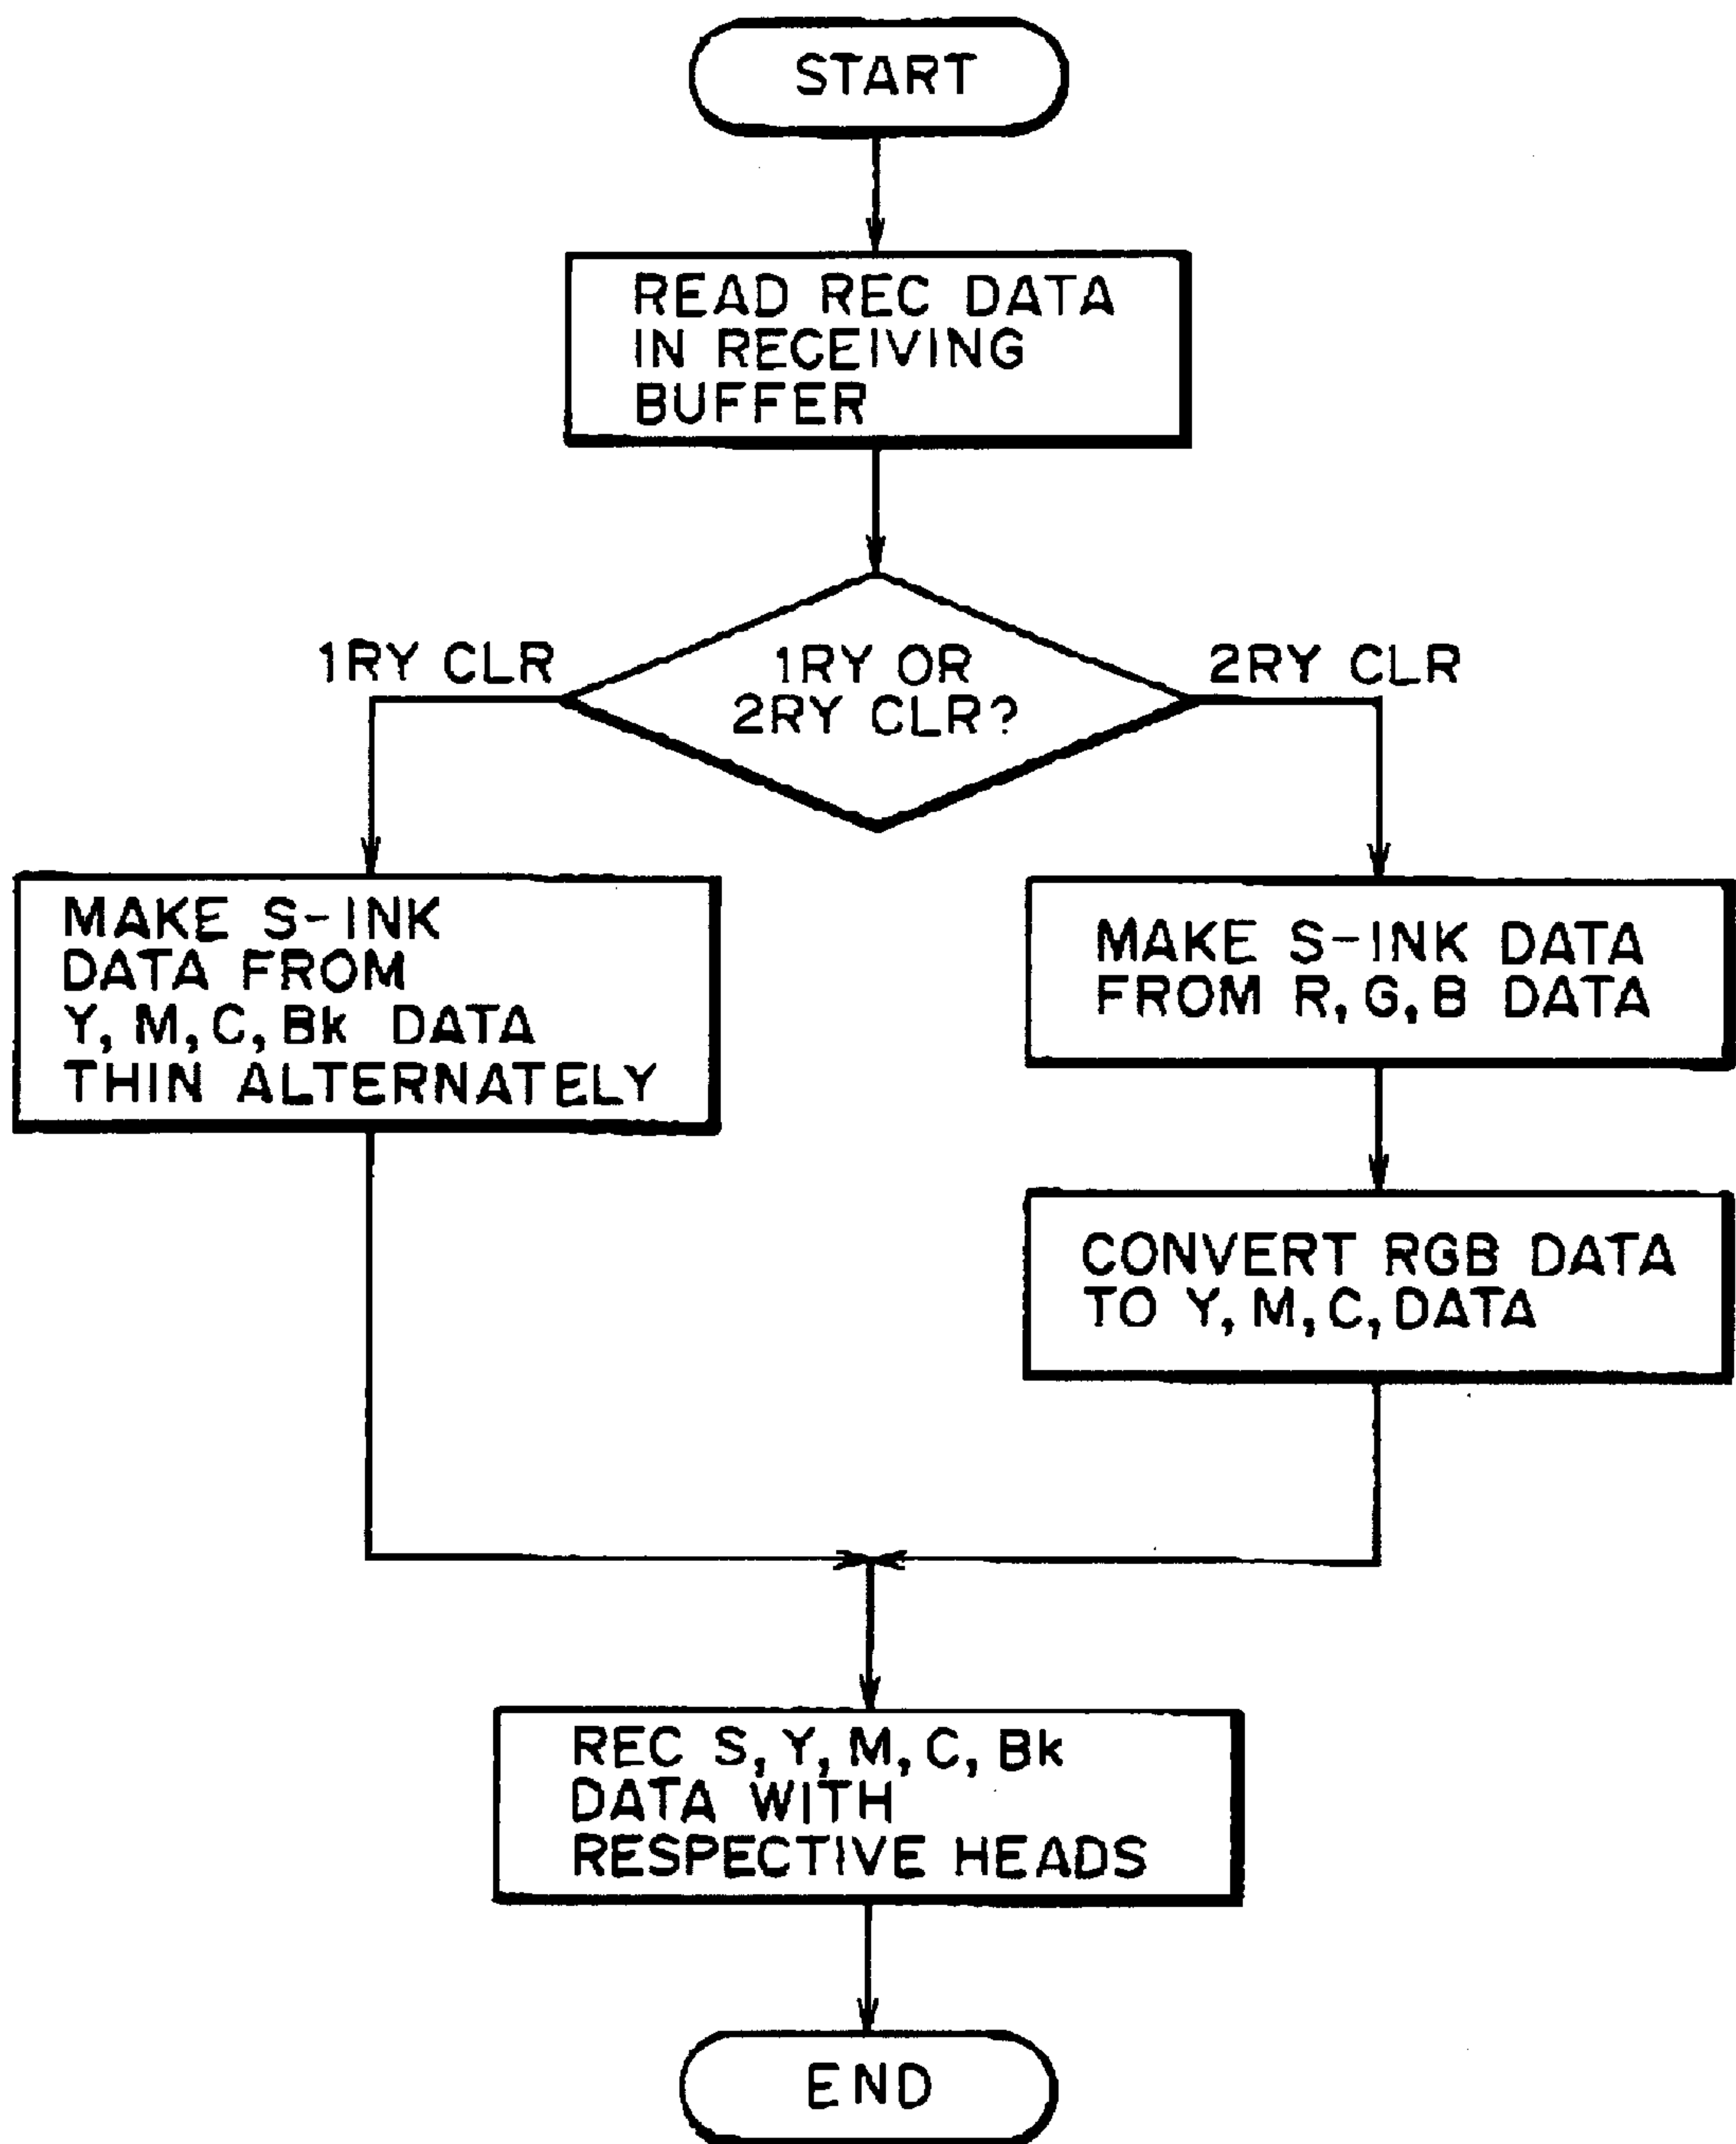 START
READ REC DATA
IN RECEIVING
BUFFER
1RY CLR
1RY OR
2RY CLR?
2RY CLR
MAKE S-INK
DATA FROM
Y, M, C, Bk DATA
THIN ALTERNATELY
MAKE S-INK DATA
FROM R, G, B DATA
CONVERT RGB DATA
TO Y, M, C, DATA
REC S, Y, M, C, Bk
DATA WITH
RESPECTIVE HEADS
END